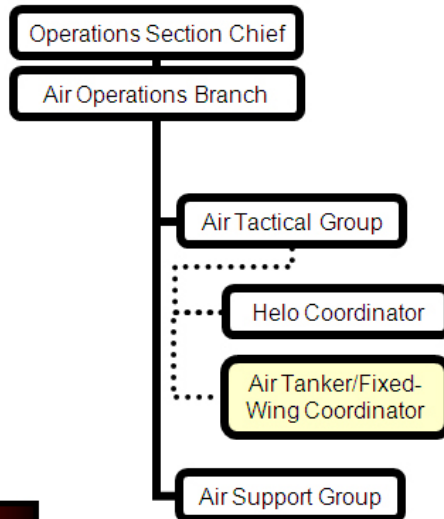 Operations Section Chief
Air Operations Branch
Air Tactical Group
Helo Coordinator
Air Tanker/Fixed-
Wing Coordinator
Air Support Group